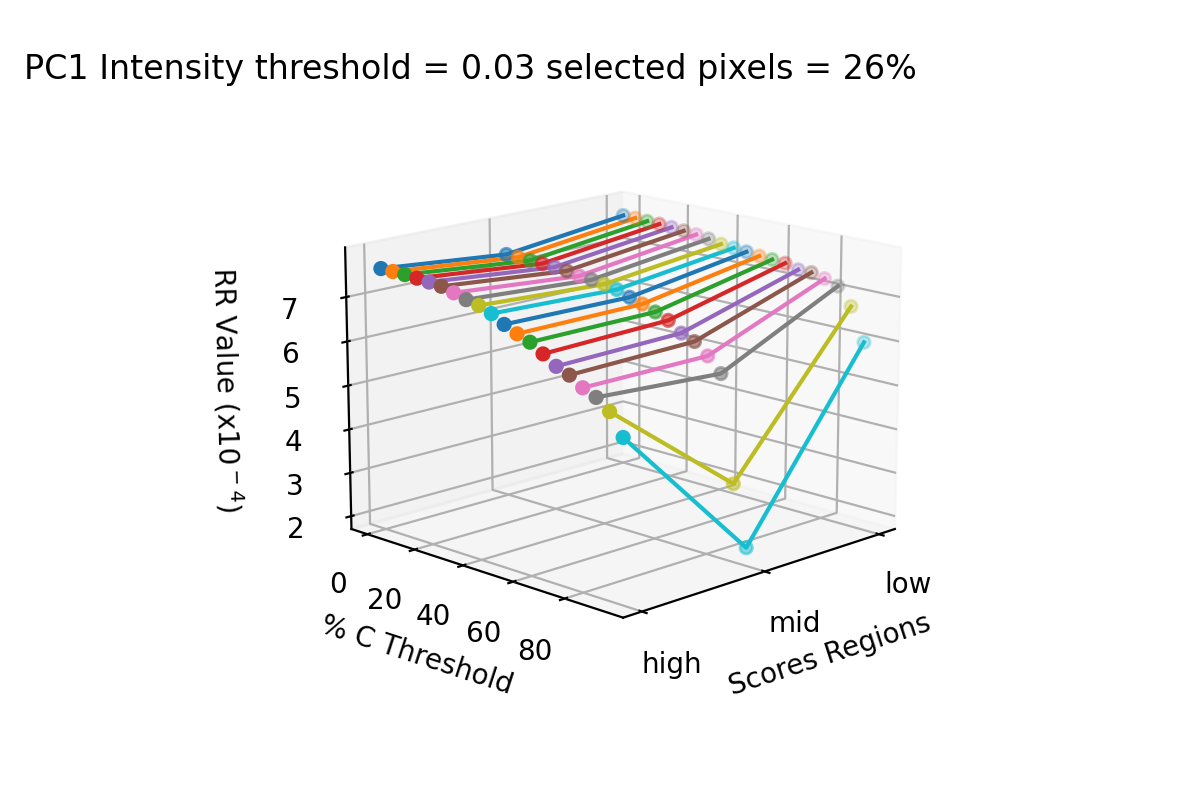 PC1 Intensity threshold = 0.03 selected pixels = 26%
RR Value (x10⁻⁴)
7
6
5
4
3
2
0
20
40
60
80
% C Threshold
high
mid
low
Scores Regions